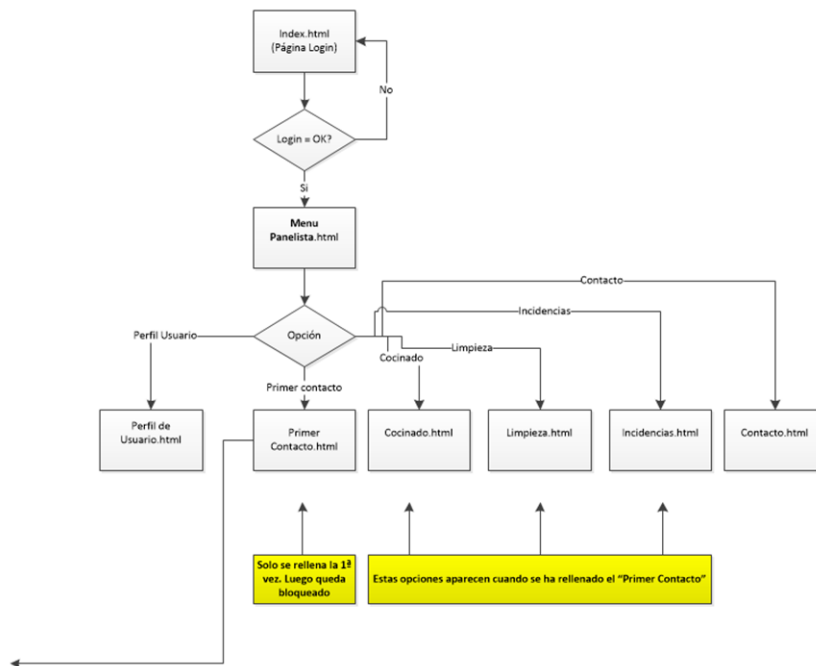 Index.html
(Página Login)
No
Login = OK?
Si
Menu
Panelista.html
Contacto
Incidencias
Perfil Usuario
Opción
Limpieza
Cocinado
Primer contacto
Perfil de
Usuario.html
Primer
Contacto.html
Cocinado.html
Limpieza.html
Incidencias.html
Contacto.html
Solo se rellena la 1ª
vez. Luego queda
bloqueado
Estas opciones aparecen cuando se ha rellenado el “Primer Contacto”